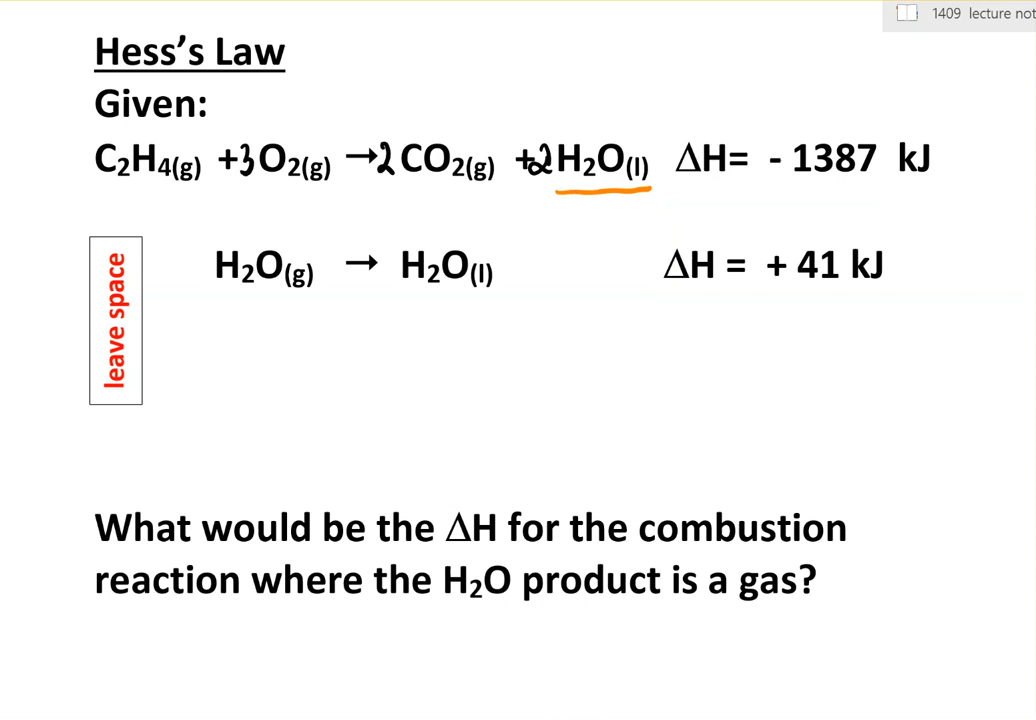 1409 lecture not
Hess's Law
Given:
C₂H₄(g) +3O₂(g) →2CO₂(g) +2H₂O(l) ΔH= - 1387 kJ
leave space
H₂O(g) → H₂O(l) ΔH = + 41 kJ
What would be the ΔH for the combustion
reaction where the H₂O product is a gas?